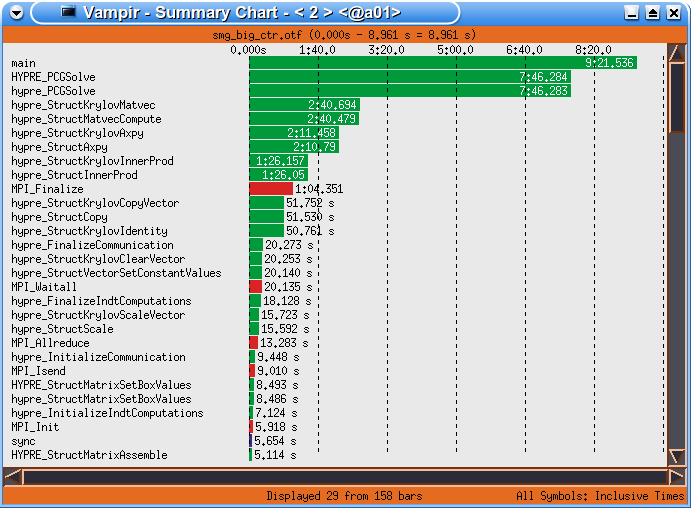 Vampir - Summary Chart - < 2 > <@a01>
smg_big_ctr.otf (0.000s - 8.961 s = 8.961 s)
0.000s 1:40.0 3:20.0 5:00.0 6:40.0 8:20.0
main 9:21.536
HYPRE_PCGSolve 7:46.284
hypre_PCGSolve 7:46.283
hypre_StructKrylovMatvec 2:40.694
hypre_StructMatvecCompute 2:40.479
hypre_StructKrylovAxpy 2:11.458
hypre_StructAxpy 2:10.79
hypre_StructKrylovInnerProd 1:26.157
hypre_StructInnerProd 1:26.05
MPI_Finalize 1:04.351
hypre_StructKrylovCopyVector 51.752 s
hypre_StructCopy 51.530 s
hypre_StructKrylovIdentity 50.761 s
hypre_FinalizeCommunication 20.273 s
hypre_StructKrylovClearVector 20.253 s
hypre_StructVectorSetConstantValues 20.140 s
MPI_Waitall 20.135 s
hypre_FinalizeIndtComputations 18.128 s
hypre_StructKrylovScaleVector 15.723 s
hypre_StructScale 15.592 s
MPI_Allreduce 13.283 s
hypre_InitializeCommunication 9.448 s
MPI_Isend 9.010 s
HYPRE_StructMatrixSetBoxValues 8.493 s
hypre_StructMatrixSetBoxValues 8.486 s
hypre_InitializeIndtComputations 7.124 s
MPI_Init 5.918 s
sync 5.654 s
HYPRE_StructMatrixAssemble 5.114 s
Displayed 29 from 158 bars All Symbols: Inclusive Times